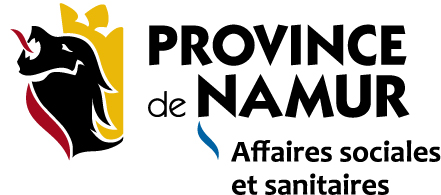 PROVINCE
de NAMUR
Affaires sociales
et sanitaires